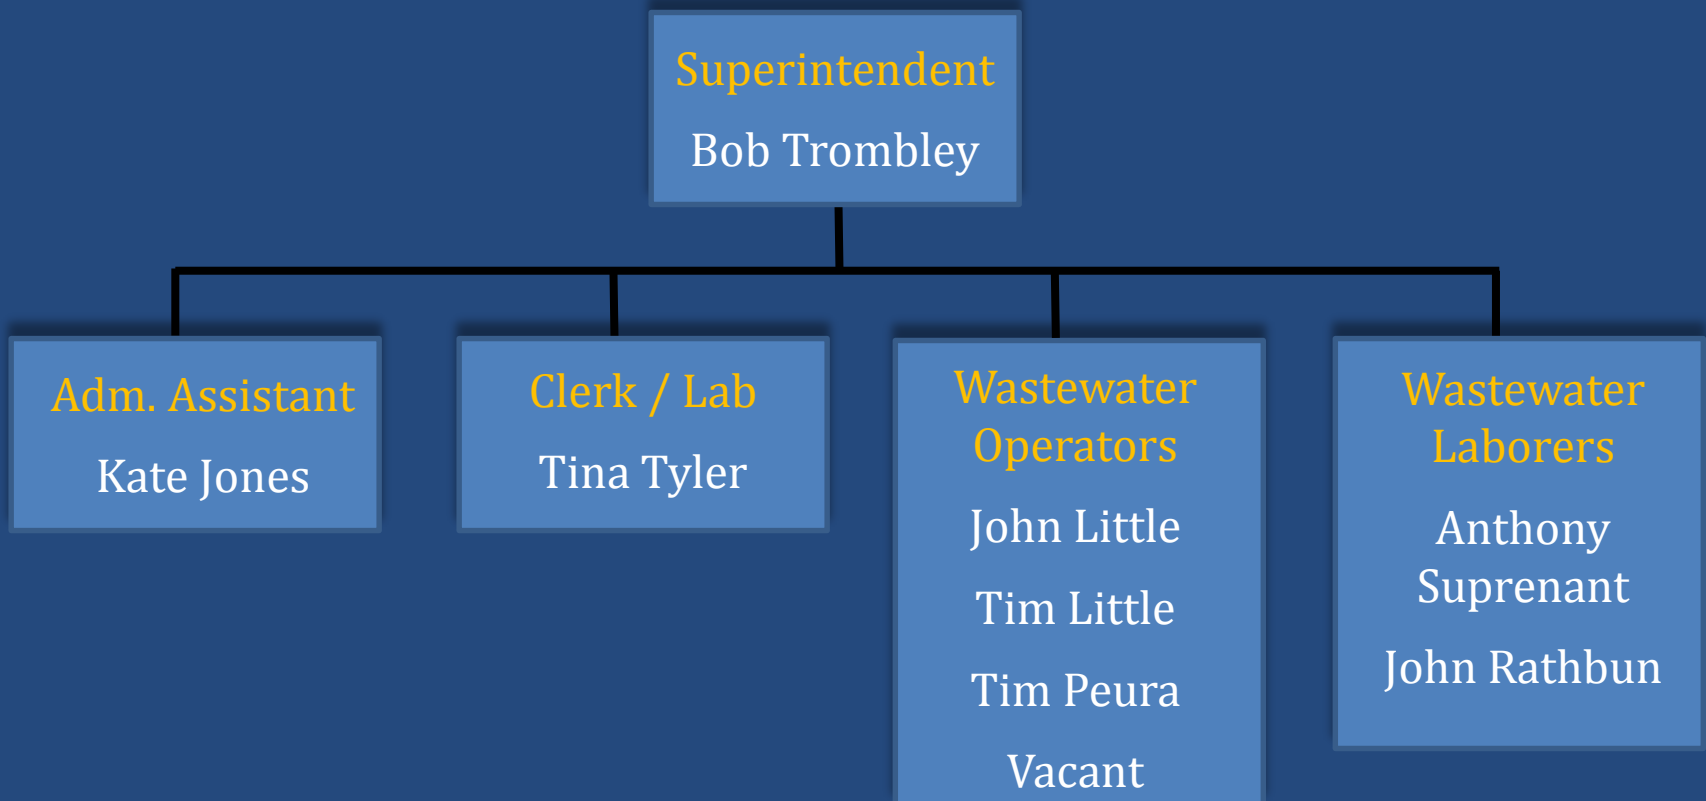 Superintendent
Bob Trombley
Adm. Assistant
Kate Jones
Clerk / Lab
Tina Tyler
Wastewater
Operators
John Little
Tim Little
Tim Peura
Vacant
Wastewater
Laborers
Anthony
Suprenant
John Rathbun